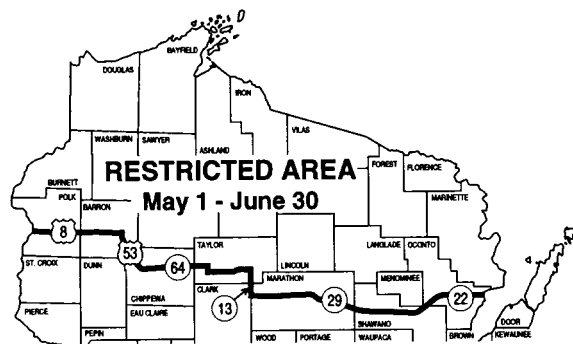 BAYFIELD
DOUGLAS
IRON
VILAS
WASHBURN
SAWYER
ASHLAND
FOREST
FLORENCE
RESTRICTED AREA
May 1 - June 30
BURNETT
POLK
BARRON
MARINETTE
8
TAYLOR
LANGLADE
OCONTO
53
ST. CROIX
DUNN
64
LINCOLN
MARATHON
MENOMINEE
CLARK
CHIPPEWA
29
22
13
PIERCE
EAU CLAIRE
SHAWANO
DOOR
PEPIN
WOOD
PORTAGE
WAUPACA
BROWN
KEWAUNEE